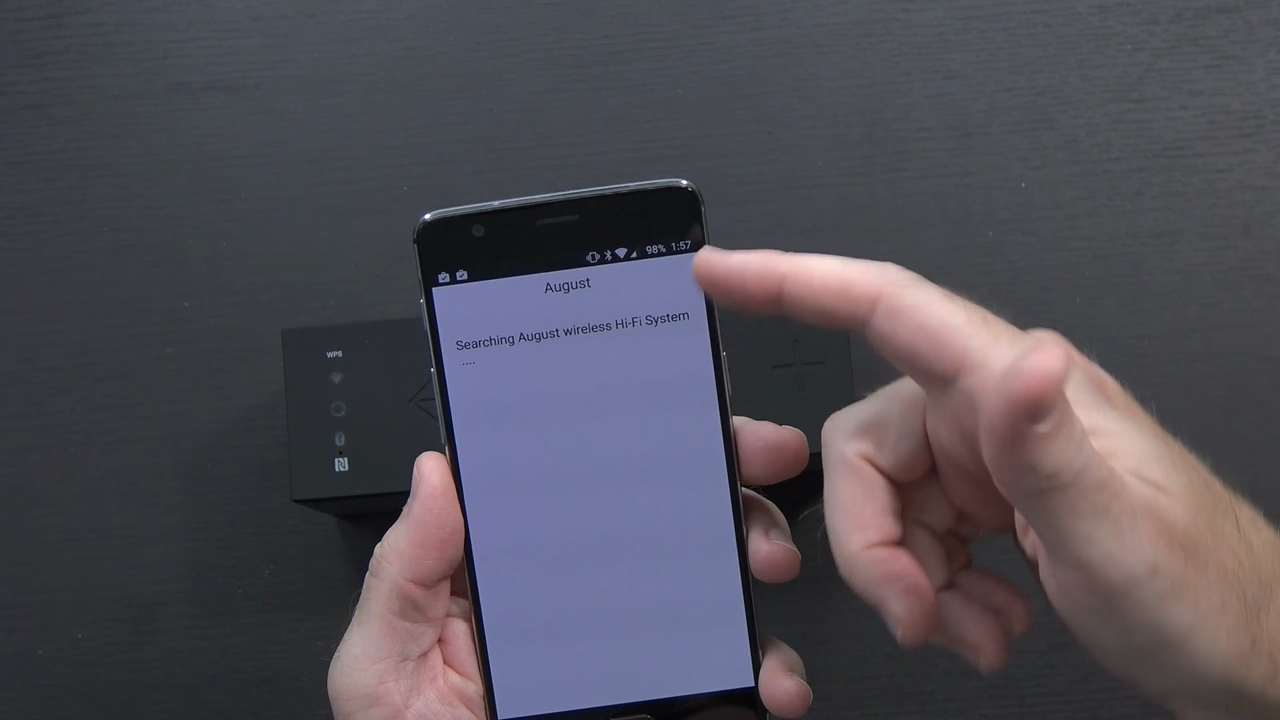 98% 1:57
August
Searching August wireless Hi-Fi System
....
WPS